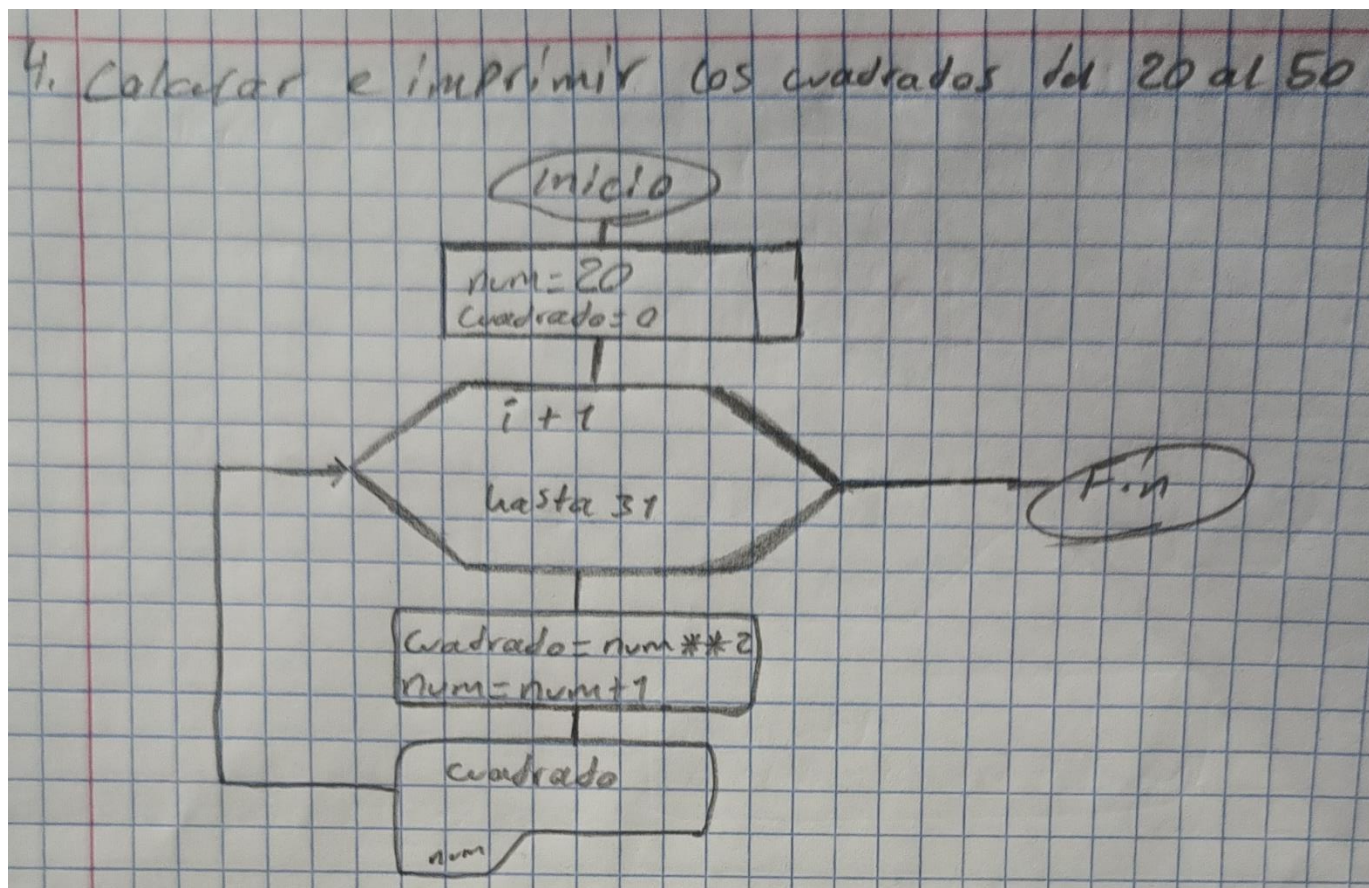 4. Calcular e imprimir los cuadrados del 20 al 50
inicio
num=20
cuadrado=0
i + 1
hasta 31
Fin
cuadrado=num**2
num=num+1
cuadrado
num